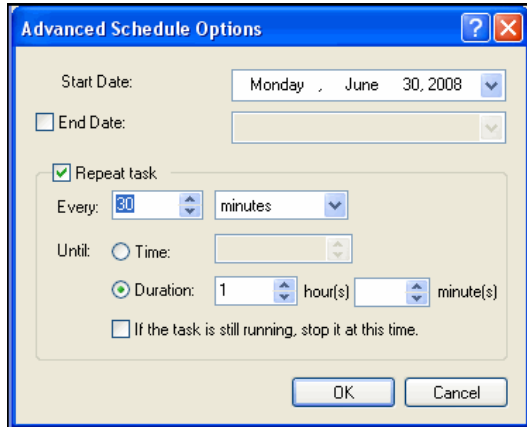 Advanced Schedule Options
Start Date: Monday , June 30, 2008
End Date:
Repeat task
Every: 30 minutes
Until: Time:
Duration: 1 hour(s) minute(s)
If the task is still running, stop it at this time.
OK Cancel